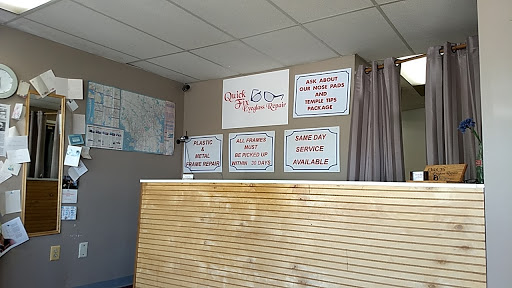 Quick
Fix
Eyeglass Repair
ASK ABOUT
OUR NOSE PADS
AND
TEMPLE TIPS
PACKAGE
PLASTIC
&
METAL
FRAME REPAIR
ALL FRAMES
MUST
BE PICKED UP
WITHIN 30 DAYS
SAME DAY
SERVICE
AVAILABLE